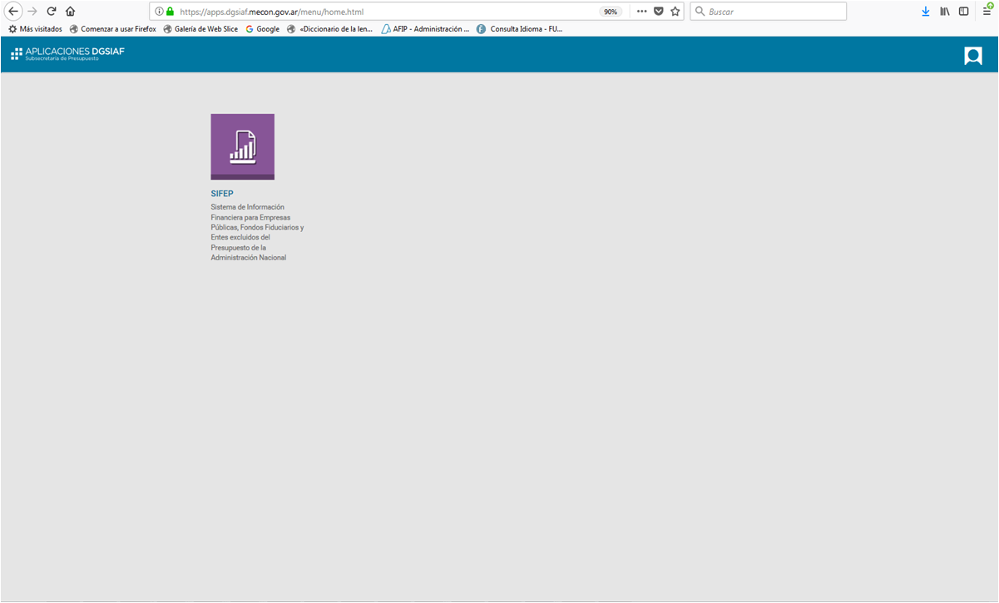 https://apps.dgsiaf.mecon.gov.ar/menu/home.html
90%
Buscar
Más visitados
Comenzar a usar Firefox
Galería de Web Slice
Google
«Diccionario de la len...
AFIP - Administración ...
Consulta Idioma - FU...
APLICACIONES DGSIAF
Subsecretaría de Presupuesto
SIFEP
Sistema de Información
Financiera para Empresas
Públicas, Fondos Fiduciarios y
Entes excluidos del
Presupuesto de la
Administración Nacional